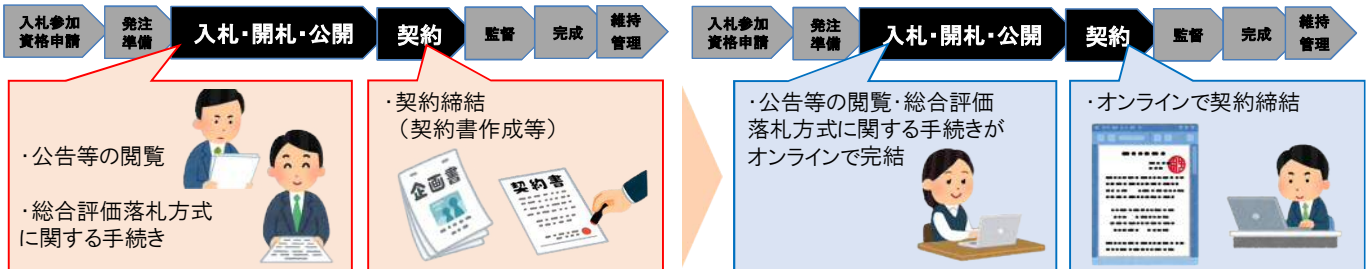 入札参加
資格申請
発注
準備
入札・開札・公開
契約
監督
完成
維持
管理
・公告等の閲覧
・総合評価落札方式
に関する手続き
・契約締結
（契約書作成等）
企画書
契約書
入札参加
資格申請
発注
準備
入札・開札・公開
契約
監督
完成
維持
管理
・公告等の閲覧・総合評価
落札方式に関する手続きが
オンラインで完結
・オンラインで契約締結